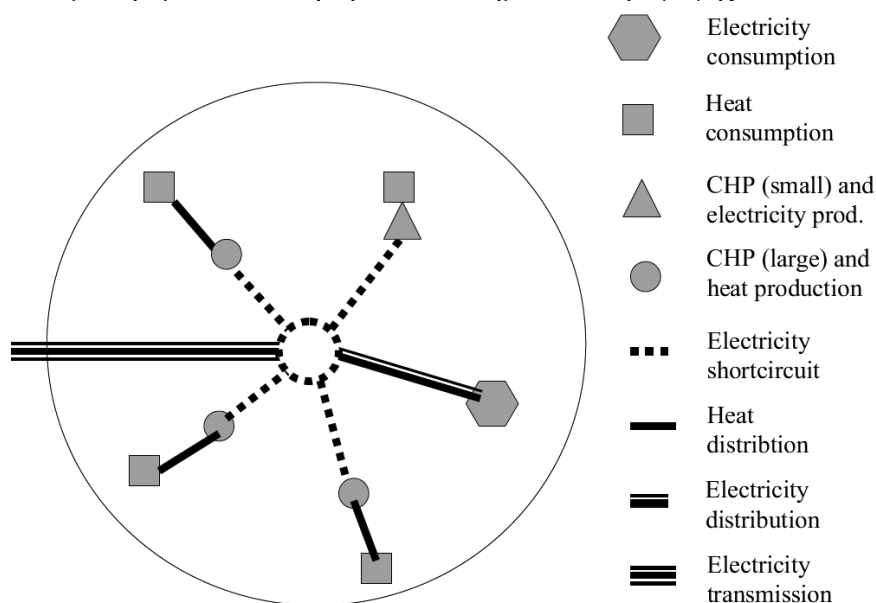 Electricity
consumption
Heat
consumption
CHP (small) and
electricity prod.
CHP (large) and
heat production
Electricity
shortcircuit
Heat
distribtion
Electricity
distribution
Electricity
transmission